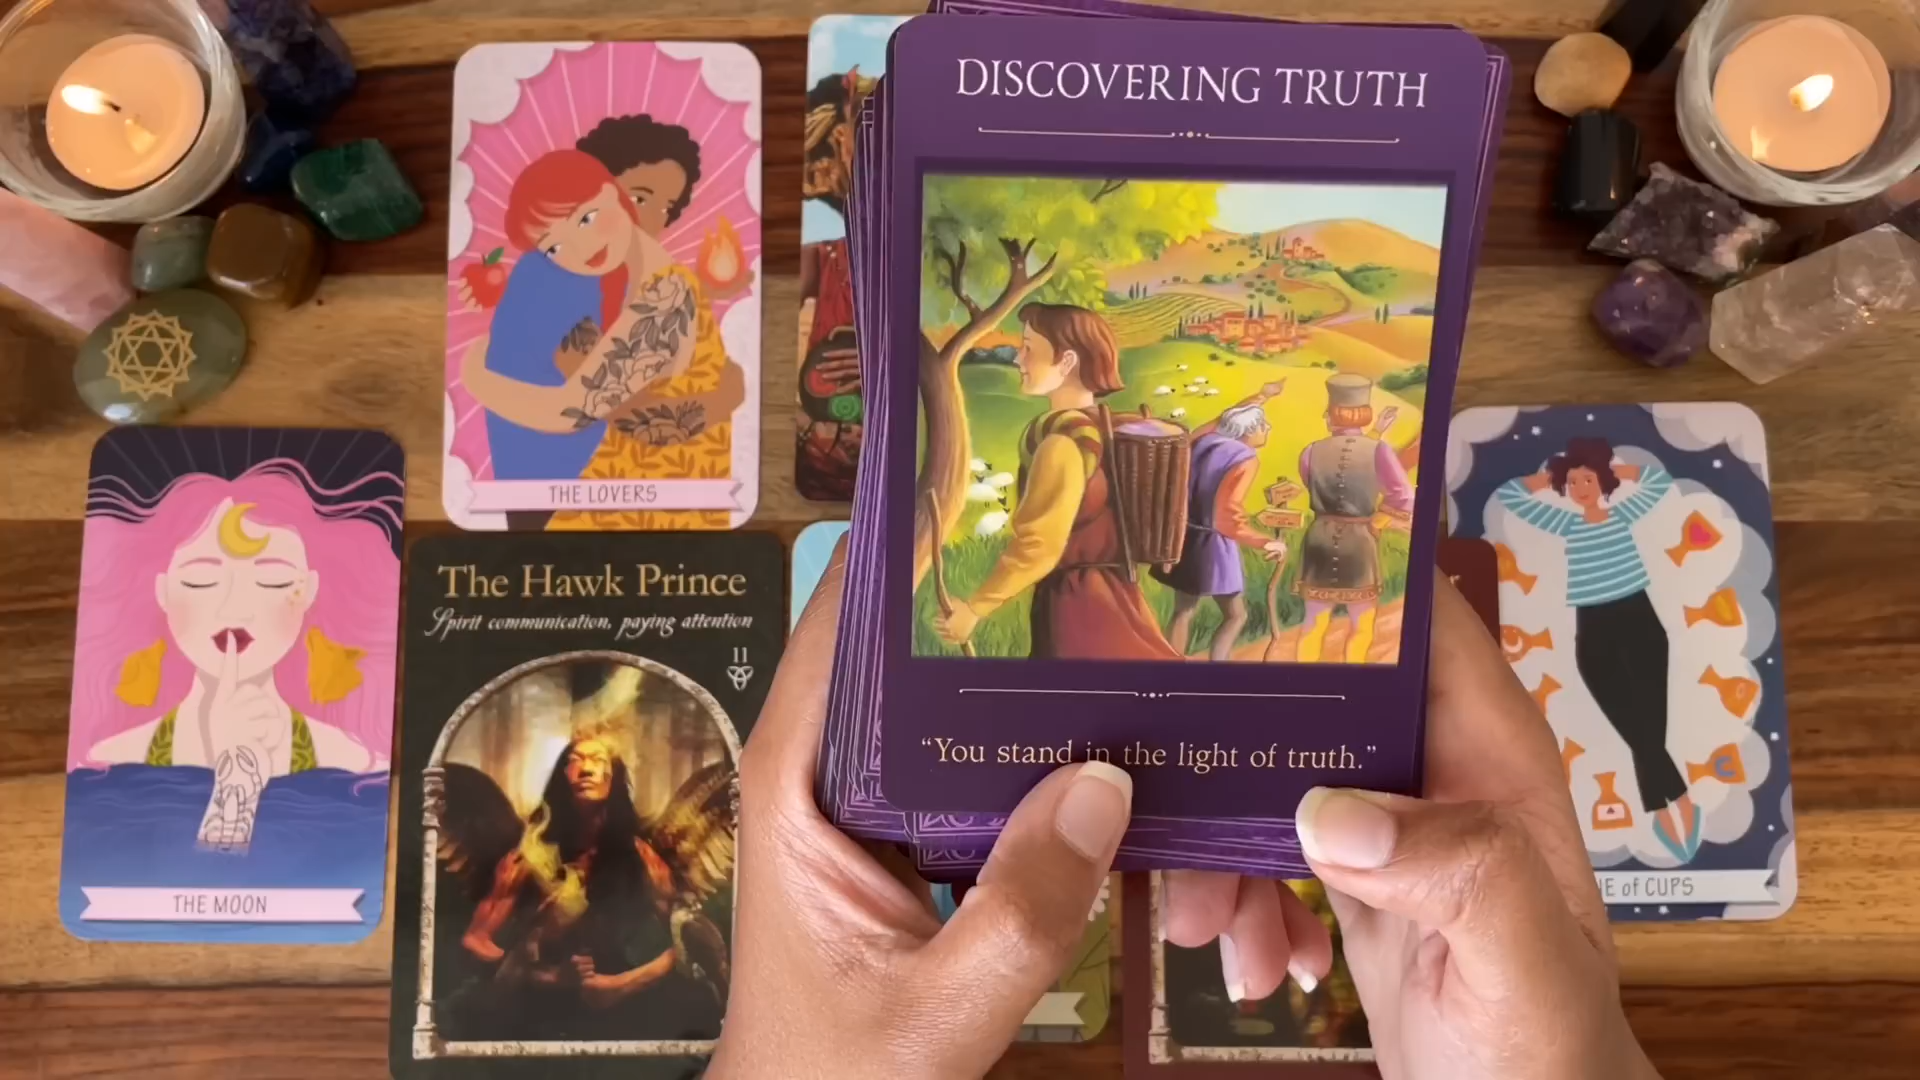 DISCOVERING TRUTH
"You stand in the light of truth."
THE LOVERS
THE MOON
The Hawk Prince
Spirit communication, paying attention
11
OF CUPS